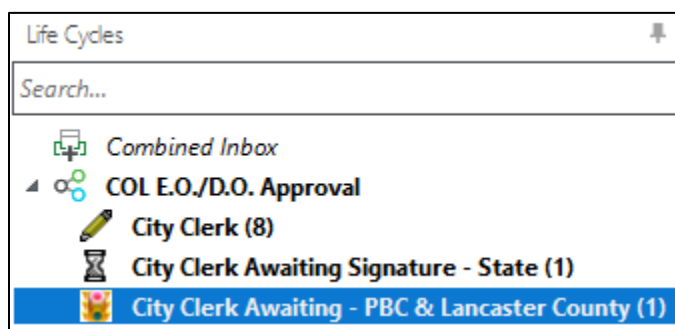 Life Cycles
Search...
Combined Inbox
COL E.O./D.O. Approval
City Clerk (8)
City Clerk Awaiting Signature - State (1)
City Clerk Awaiting - PBC & Lancaster County (1)